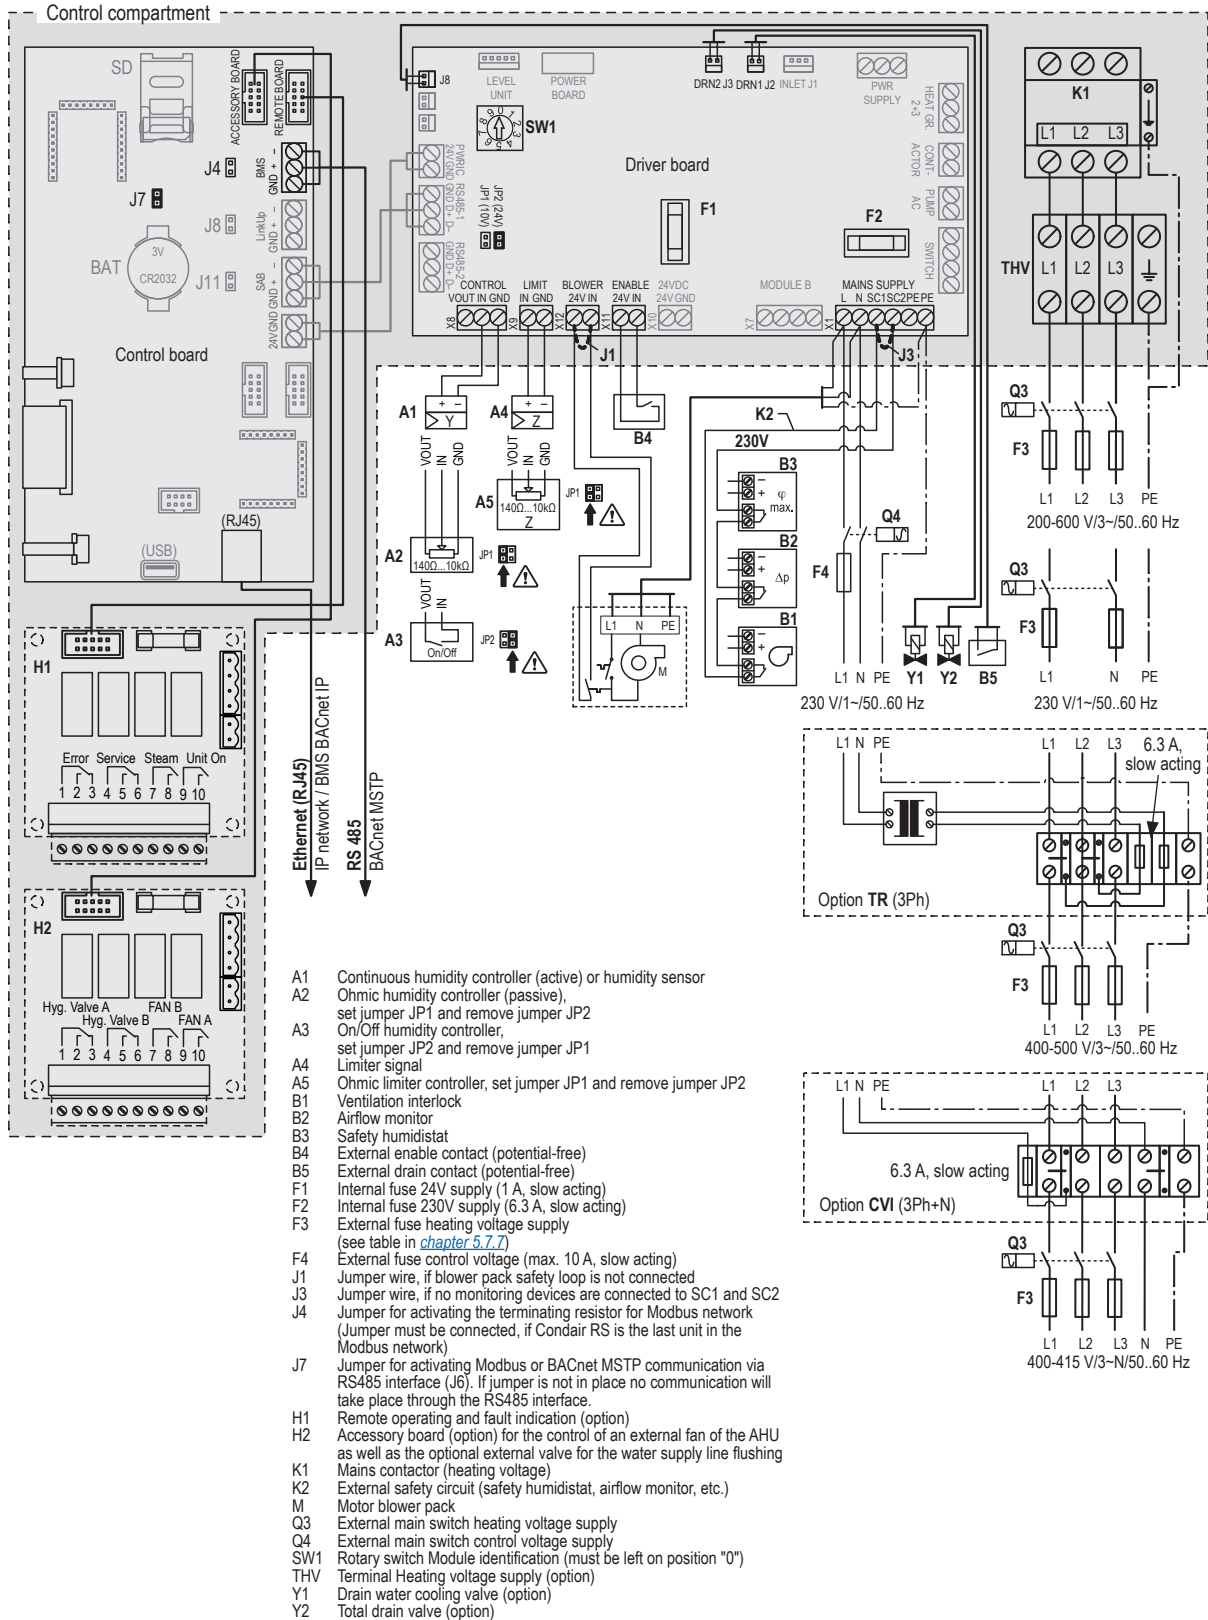 Control compartment
SD
ACCESSORY BOARD
REMOTE BOARD
J4
BMS
GND + -
J7
J8
LinkUp
GND + -
BAT
3V
CR2032
J11
SAB
GND + -
24V GND
Control board
(RJ45)
(USB)
J8
LEVEL UNIT
POWER BOARD
DRN2 J3
DRN1 J2
INLET J1
PWR SUPPLY
HEAT GR. 2+3
CONT-ACTOR
PUMP AC
SWITCH
SW1
0 1 2 3 4 5 6 7 8 9
24V GND
PWRIC
GND D+ D-
RS485-1
GND D+ D-
RS485-2
JP1 (10V)
JP2 (24V)
Driver board
F1
F2
CONTROL
VOUT IN GND
X8
LIMIT
IN GND
X9
BLOWER
24V IN
X12
ENABLE
24V IN
X11
24VDC
24V GND
X10
MODULE B
X7
MAINS SUPPLY
L N SC1 SC2 PE PE
X1
J1
J3
K1
L1 L2 L3
THV
L1 L2 L3
Q3
F3
L1 L2 L3 PE
200-600 V/3~/50..60 Hz
Q3
F3
L1 N PE
230 V/1~/50..60 Hz
A1
+ -
Y
VOUT
IN
GND
A2
140Ω...10kΩ
JP1
VOUT
IN
A3
On/Off
JP2
A4
+ -
Z
VOUT
IN
GND
A5
140Ω...10kΩ
Z
JP1
B4
K2
230V
B3
-
+
φ
max.
B2
-
+
Δp
B1
-
+
L1 N PE
M
Q4
F4
L1 N PE
230 V/1~/50..60 Hz
Y1
Y2
B5
H1
Error Service Steam Unit On
1 2 3 4 5 6 7 8 9 10
H2
Hyg. Valve A
Hyg. Valve B
FAN B
FAN A
1 2 3 4 5 6 7 8 9 10
Ethernet (RJ45)
IP network / BMS BACnet IP
RS 485
BACnet MSTP
L1 N PE
L1 L2 L3
6.3 A,
slow acting
Option TR (3Ph)
Q3
F3
L1 L2 L3 PE
400-500 V/3~/50..60 Hz
L1 N PE
L1 L2 L3
6.3 A, slow acting
Option CVI (3Ph+N)
Q3
F3
L1 L2 L3 N PE
400-415 V/3~N/50..60 Hz
A1 Continuous humidity controller (active) or humidity sensor
A2 Ohmic humidity controller (passive),
set jumper JP1 and remove jumper JP2
A3 On/Off humidity controller,
set jumper JP2 and remove jumper JP1
A4 Limiter signal
A5 Ohmic limiter controller, set jumper JP1 and remove jumper JP2
B1 Ventilation interlock
B2 Airflow monitor
B3 Safety humidistat
B4 External enable contact (potential-free)
B5 External drain contact (potential-free)
F1 Internal fuse 24V supply (1 A, slow acting)
F2 Internal fuse 230V supply (6.3 A, slow acting)
F3 External fuse heating voltage supply
(see table in chapter 5.7.7)
F4 External fuse control voltage (max. 10 A, slow acting)
J1 Jumper wire, if blower pack safety loop is not connected
J3 Jumper wire, if no monitoring devices are connected to SC1 and SC2
J4 Jumper for activating the terminating resistor for Modbus network
(Jumper must be connected, if Condair RS is the last unit in the
Modbus network)
J7 Jumper for activating Modbus or BACnet MSTP communication via
RS485 interface (J6). If jumper is not in place no communication will
take place through the RS485 interface.
H1 Remote operating and fault indication (option)
H2 Accessory board (option) for the control of an external fan of the AHU
as well as the optional external valve for the water supply line flushing
K1 Mains contactor (heating voltage)
K2 External safety circuit (safety humidistat, airflow monitor, etc.)
M Motor blower pack
Q3 External main switch heating voltage supply
Q4 External main switch control voltage supply
SW1 Rotary switch Module identification (must be left on position "0")
THV Terminal Heating voltage supply (option)
Y1 Drain water cooling valve (option)
Y2 Total drain valve (option)